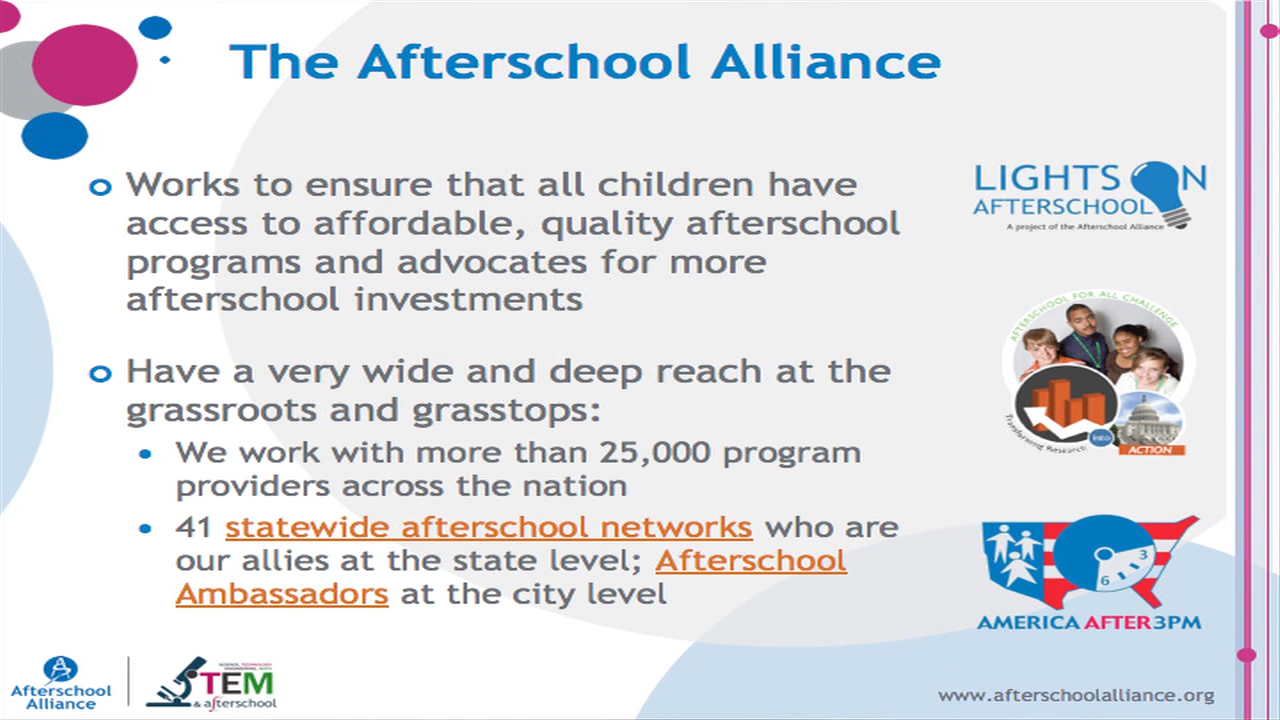 The Afterschool Alliance
Works to ensure that all children have
access to affordable, quality afterschool
programs and advocates for more
afterschool investments
Have a very wide and deep reach at the
grassroots and grasstops:
We work with more than 25,000 program
providers across the nation
41 statewide afterschool networks who are
our allies at the state level; Afterschool
Ambassadors at the city level
LIGHTS ON
AFTERSCHOOL
A project of the Afterschool Alliance
AFTERSCHOOL FOR ALL CHALLENGE
Transforming Research
INTO
ACTION
3
6
AMERICA AFTER 3PM
Afterschool
Alliance
SCIENCE, TECHNOLOGY
ENGINEERING, MATH
STEM
& afterschool
www.afterschoolalliance.org